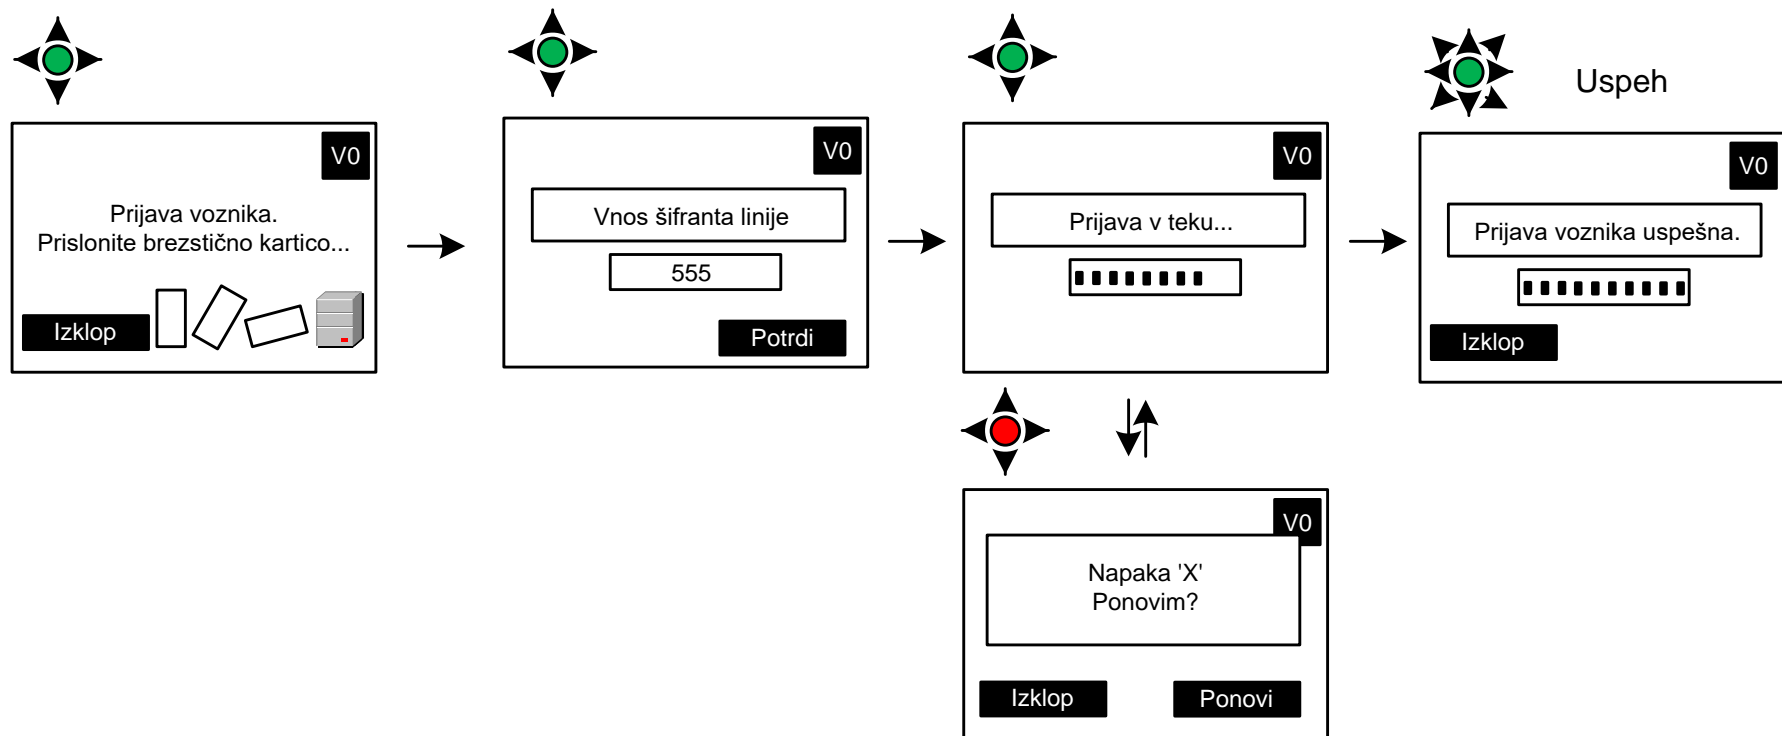 Uspeh
V0
Prijava voznika.
Prislonite brezstično kartico...
Izklop
V0
Vnos šifranta linije
555
Potrdi
V0
Prijava v teku...
V0
Prijava voznika uspešna.
Izklop
V0
Napaka 'X'
Ponovim?
Izklop
Ponovi